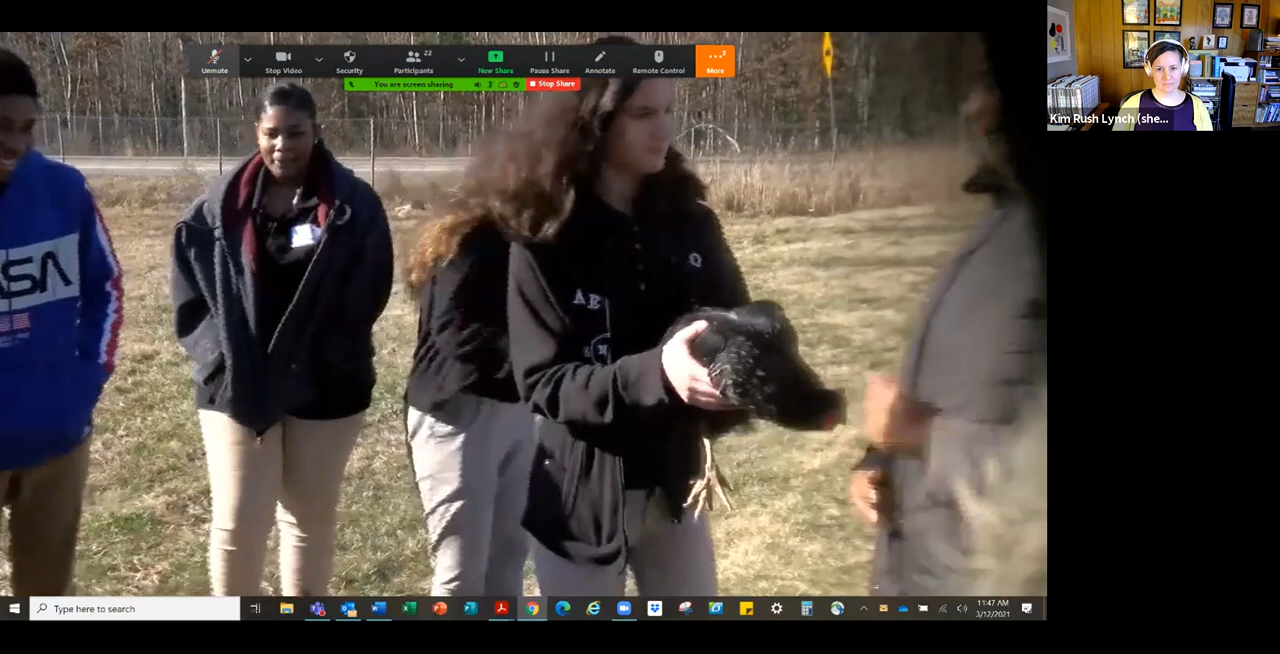 22
Unmute
Stop Video
Security
Participants
New Share
Pause Share
Annotate
Remote Control
More
You are screen sharing
Stop Share
Kim Rush Lynch (she...
SA
AE
Type here to search
11:47 AM
3/12/2021